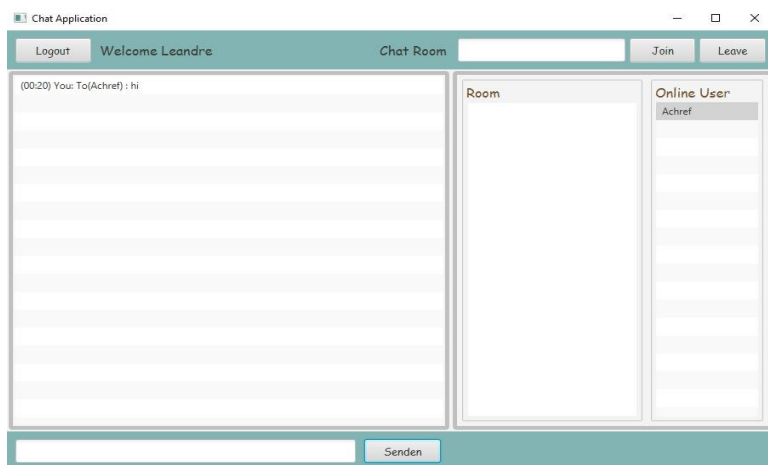 Chat Application
Logout Welcome Leandre Chat Room Join Leave
(00:20) You: To(Achref) : hi
Room
Online User
Achref
Senden